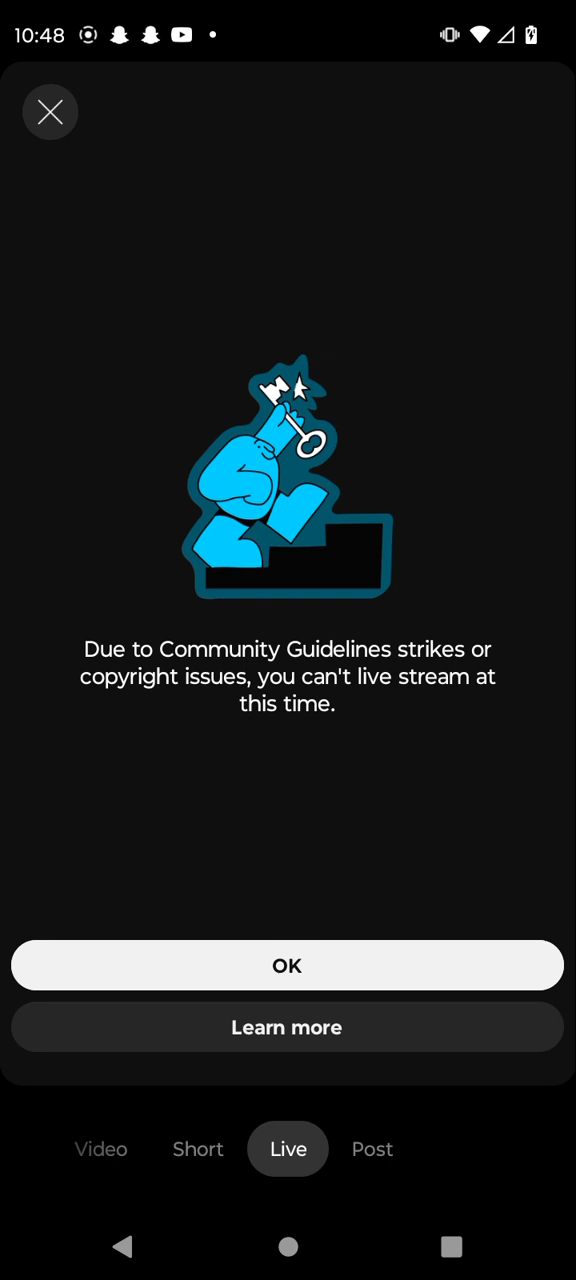 10:48
Due to Community Guidelines strikes or
copyright issues, you can't live stream at
this time.
OK
Learn more
Video Short Live Post